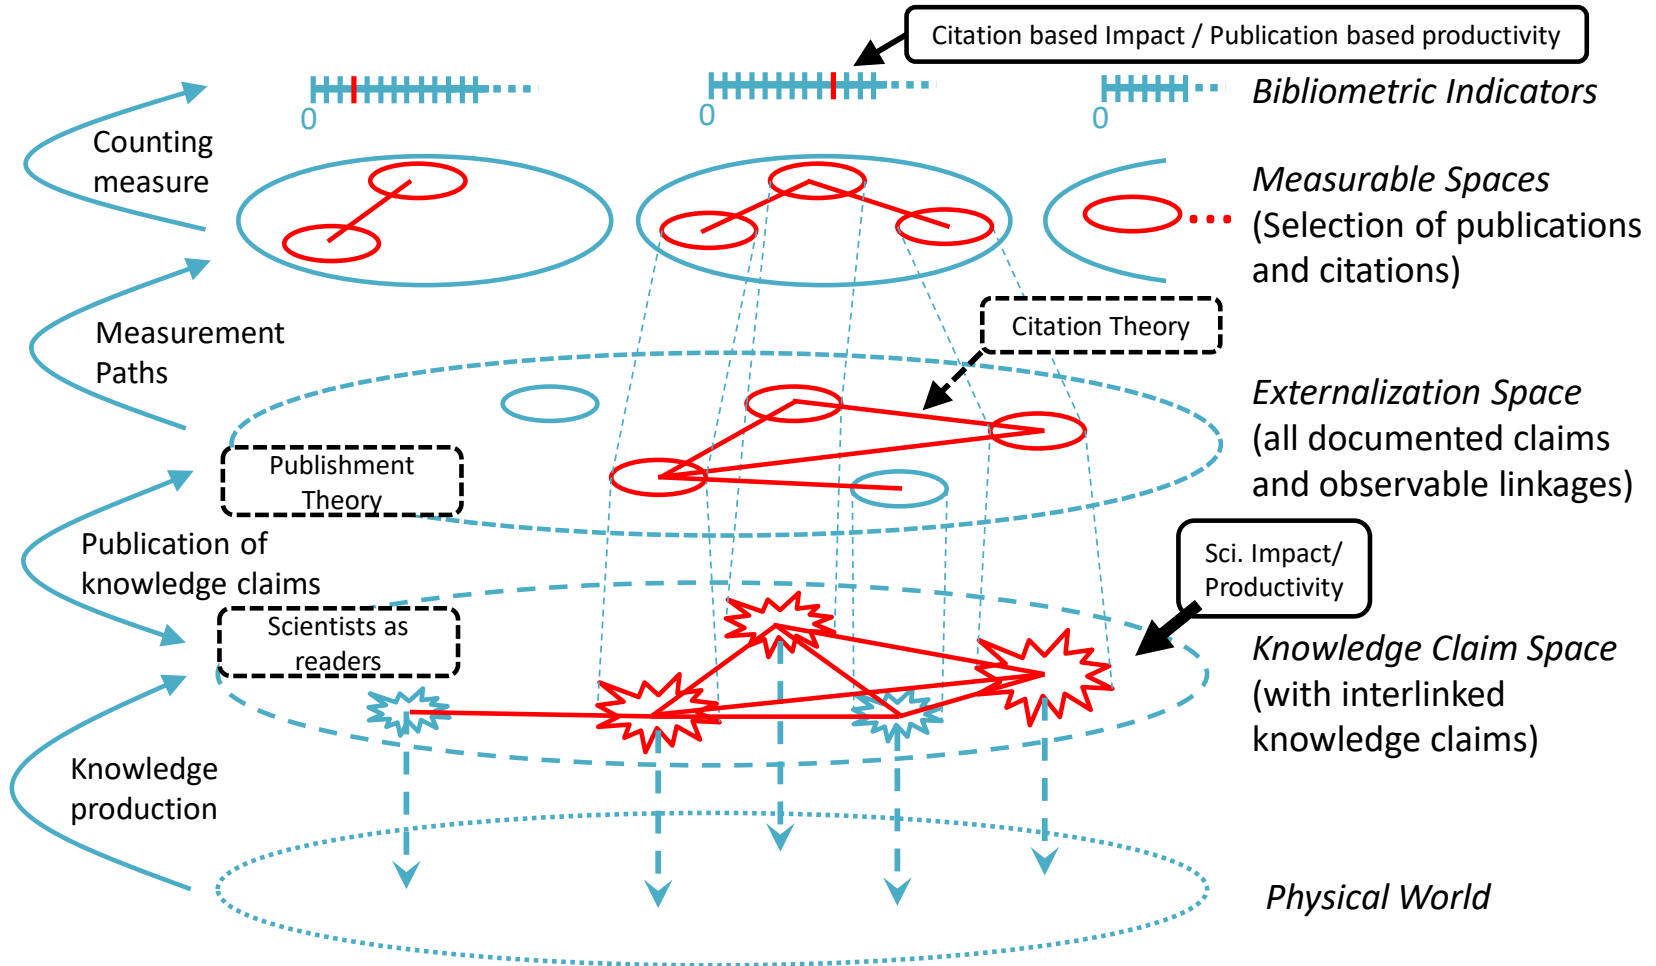 Citation based Impact / Publication based productivity
0
0
0
Bibliometric Indicators
Counting
measure
Measurable Spaces
(Selection of publications
and citations)
Measurement
Paths
Citation Theory
Externalization Space
(all documented claims
and observable linkages)
Publishment
Theory
Publication of
knowledge claims
Sci. Impact/
Productivity
Scientists as
readers
Knowledge Claim Space
(with interlinked
knowledge claims)
Knowledge
production
Physical World